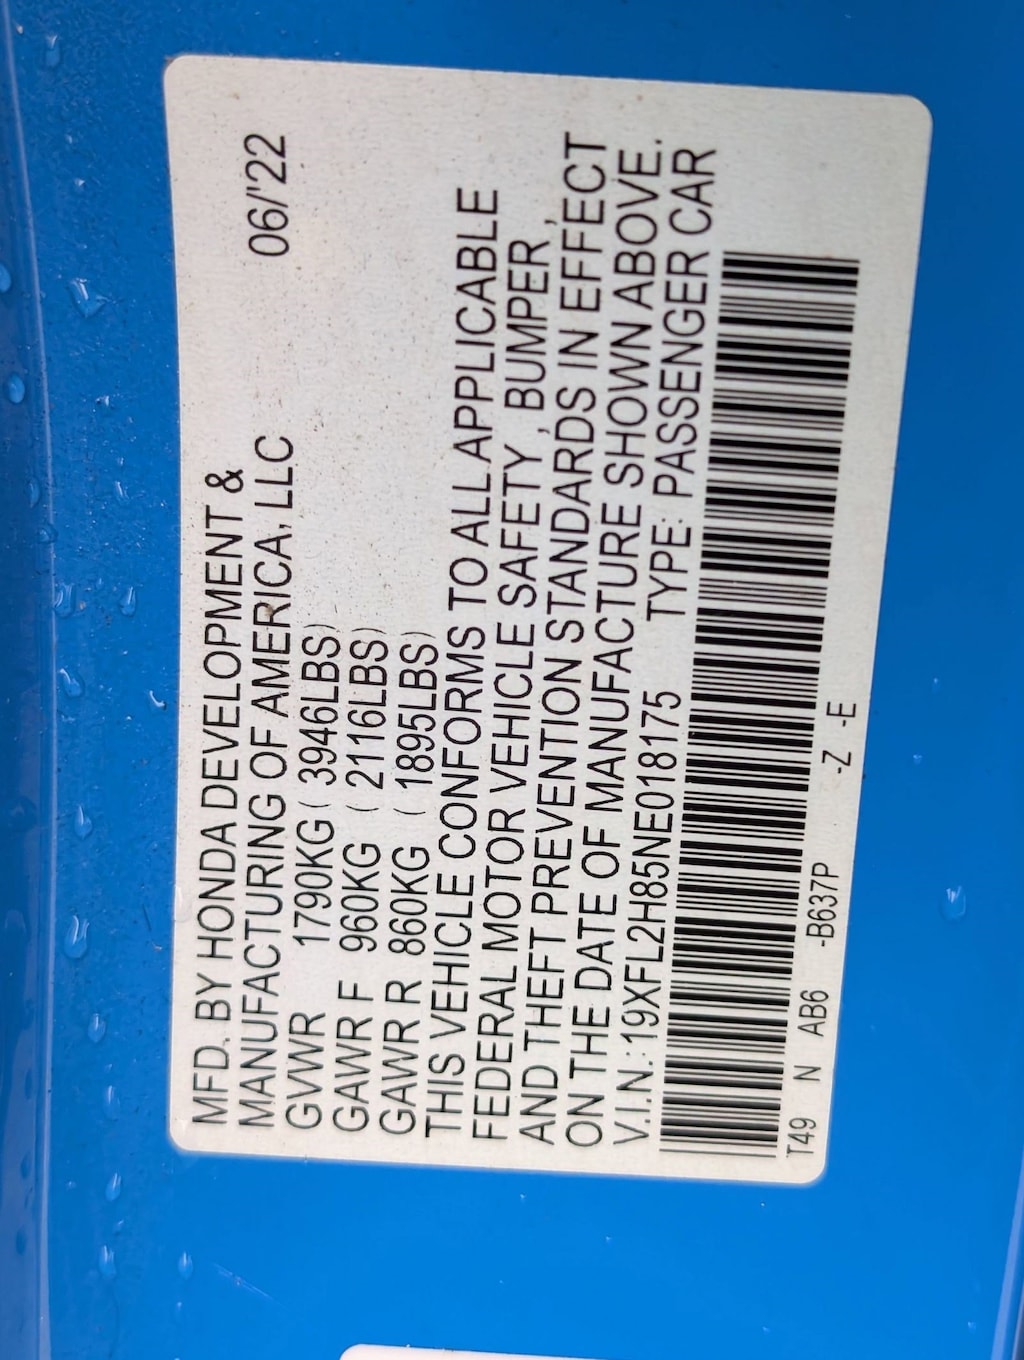 MFD. BY HONDA DEVELOPMENT &
MANUFACTURING OF AMERICA, LLC 06/'22
GVWR 1790KG ( 3946LBS)
GAWR F 960KG ( 2116LBS)
GAWR R 860KG ( 1895LBS)
THIS VEHICLE CONFORMS TO ALL APPLICABLE
FEDERAL MOTOR VEHICLE SAFETY , BUMPER ,
AND THEFT PREVENTION STANDARDS IN EFFECT
ON THE DATE OF MANUFACTURE SHOWN ABOVE.
V.I.N.:19XFL2H85NE018175 TYPE: PASSENGER CAR
T49 N AB6 -B637P -Z -E